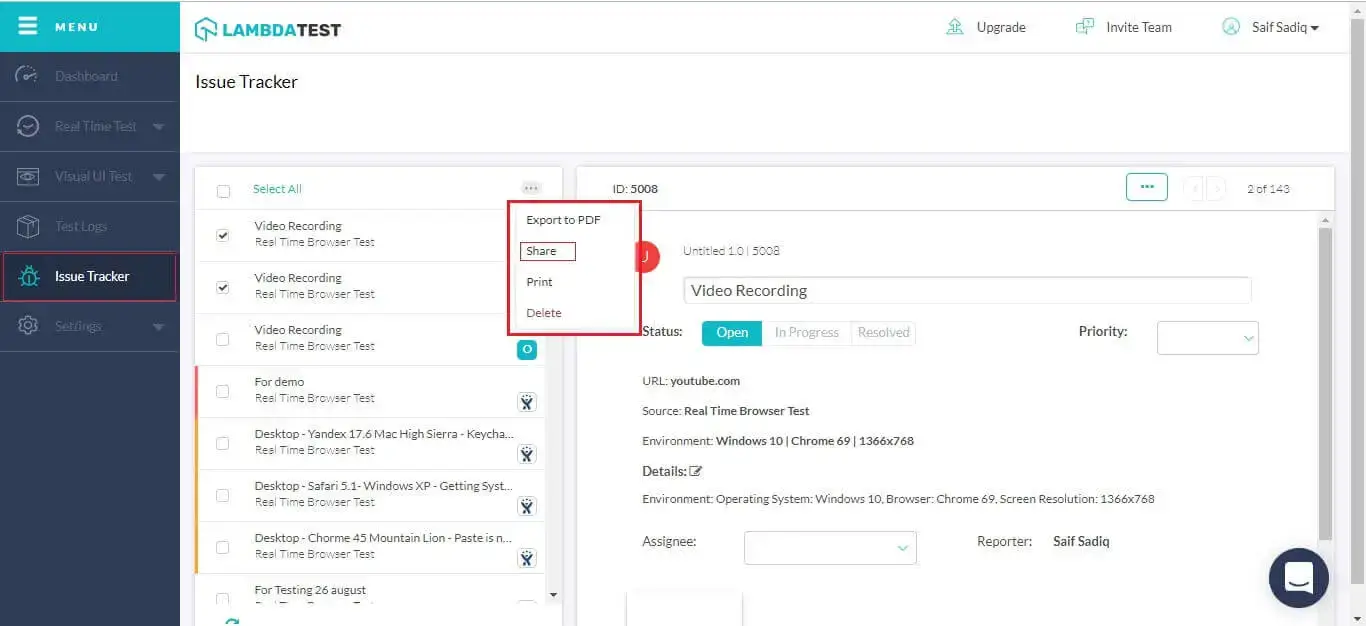 MENU
LAMBDATEST
Upgrade
Invite Team
Saif Sadiq
Dashboard
Real Time Test
Visual UI Test
Test Logs
Issue Tracker
Settings
Issue Tracker
Select All
...
Video Recording
Real Time Browser Test
Video Recording
Real Time Browser Test
Video Recording
Real Time Browser Test
O
For demo
Real Time Browser Test
Desktop - Yandex 17.6 Mac High Sierra - Keycha...
Real Time Browser Test
Desktop - Safari 5.1- Windows XP - Getting Syst...
Real Time Browser Test
Desktop - Chorme 45 Mountain Lion - Paste is n...
Real Time Browser Test
For Testing 26 august
Export to PDF
Share
Print
Delete
ID: 5008
...
2 of 143
U
Untitled 1.0 | 5008
Video Recording
Status: Open In Progress Resolved Priority:
URL: youtube.com
Source: Real Time Browser Test
Environment: Windows 10 | Chrome 69 | 1366x768
Details:
Environment: Operating System: Windows 10, Browser: Chrome 69, Screen Resolution: 1366x768
Assignee: Reporter: Saif Sadiq